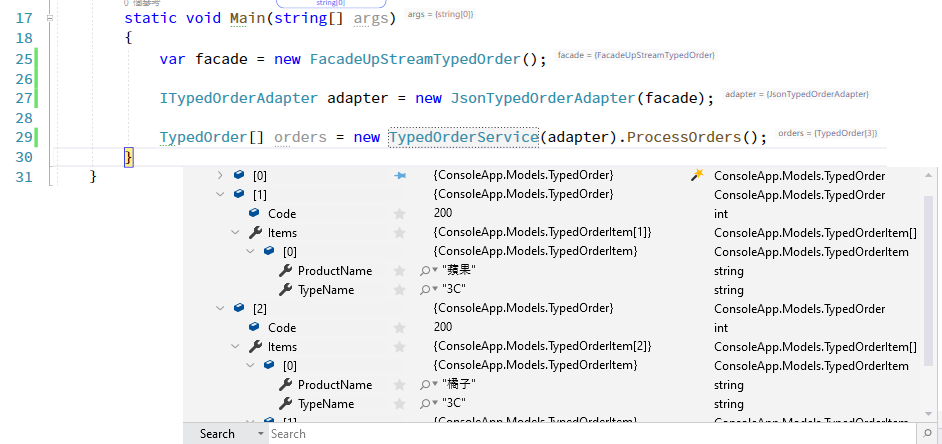 0 個參考
string[0]
17 static void Main(string[] args) args = {string[0]}
18 {
25 var facade = new FacadeUpStreamTypedOrder(); facade = {FacadeUpStreamTypedOrder}
26
27 ITypedOrderAdapter adapter = new JsonTypedOrderAdapter(facade); adapter = {JsonTypedOrderAdapter}
28
29 TypedOrder[] orders = new TypedOrderService(adapter).ProcessOrders(); orders = {TypedOrder[3]}
30 }
31 }
[0] {ConsoleApp.Models.TypedOrder} ConsoleApp.Models.TypedOrder
[1] {ConsoleApp.Models.TypedOrder} ConsoleApp.Models.TypedOrder
Code 200 int
Items {ConsoleApp.Models.TypedOrderItem[1]} ConsoleApp.Models.TypedOrderItem[]
[0] {ConsoleApp.Models.TypedOrderItem} ConsoleApp.Models.TypedOrderItem
ProductName "蘋果" string
TypeName "3C" string
[2] {ConsoleApp.Models.TypedOrder} ConsoleApp.Models.TypedOrder
Code 200 int
Items {ConsoleApp.Models.TypedOrderItem[2]} ConsoleApp.Models.TypedOrderItem[]
[0] {ConsoleApp.Models.TypedOrderItem} ConsoleApp.Models.TypedOrderItem
ProductName "橘子" string
TypeName "3C" string
[1] {ConsoleApp.Models.TypedOrderItem} ConsoleApp.Models.TypedOrderItem
Search Search